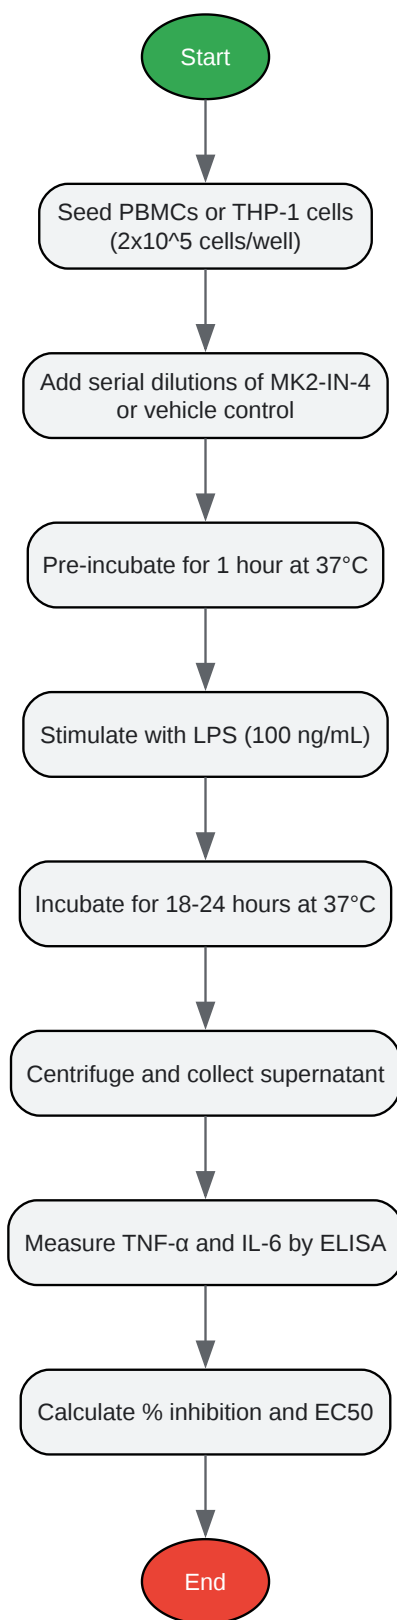 Start
Seed PBMCs or THP-1 cells
(2x10^5 cells/well)
Add serial dilutions of MK2-IN-4
or vehicle control
Pre-incubate for 1 hour at 37°C
Stimulate with LPS (100 ng/mL)
Incubate for 18-24 hours at 37°C
Centrifuge and collect supernatant
Measure TNF-α and IL-6 by ELISA
Calculate % inhibition and EC50
End